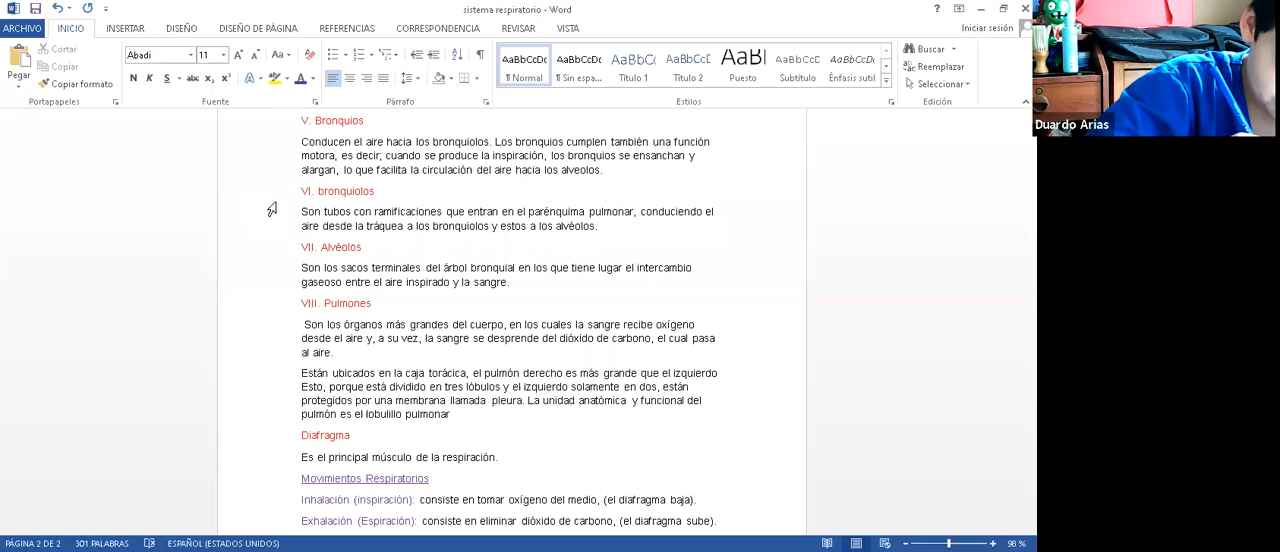 sistema respiratorio - Word
ARCHIVO INICIO INSERTAR DISEÑO DISEÑO DE PÁGINA REFERENCIAS CORRESPONDENCIA REVISAR VISTA Iniciar sesión
Pegar
Cortar
Copiar
Copiar formato
Portapapeles
Abadi 11
Fuente
Párrafo
AaBbCcDc AaBbCcDc AaBbCcD AaBbCcD AaBl AaBbCcD AaBbCcD
¶ Normal ¶ Sin espa... Título 1 Título 2 Puesto Subtítulo Énfasis sutil
Estilos
Buscar
Reemplazar
Seleccionar
Edición
Duardo Arias
V. Bronquios
Conducen el aire hacia los bronquiolos. Los bronquios cumplen también una función
motora, es decir; cuando se produce la inspiración, los bronquios se ensanchan y
alargan, lo que facilita la circulación del aire hacia los alveolos.
VI. bronquiolos
Son tubos con ramificaciones que entran en el parénquima pulmonar, conduciendo el
aire desde la tráquea a los bronquiolos y estos a los alvéolos.
VII. Alvéolos
Son los sacos terminales del árbol bronquial en los que tiene lugar el intercambio
gaseoso entre el aire inspirado y la sangre.
VIII. Pulmones
Son los órganos más grandes del cuerpo, en los cuales la sangre recibe oxígeno
desde el aire y, a su vez, la sangre se desprende del dióxido de carbono, el cual pasa
al aire.
Están ubicados en la caja torácica, el pulmón derecho es más grande que el izquierdo
Esto, porque está dividido en tres lóbulos y el izquierdo solamente en dos, están
protegidos por una membrana llamada pleura. La unidad anatómica y funcional del
pulmón es el lobulillo pulmonar
Diafragma
Es el principal músculo de la respiración.
Movimientos Respiratorios
Inhalación (inspiración): consiste en tomar oxígeno del medio, (el diafragma baja).
Exhalación (Espiración): consiste en eliminar dióxido de carbono, (el diafragma sube).
PÁGINA 2 DE 2 301 PALABRAS ESPAÑOL (ESTADOS UNIDOS) 98 %